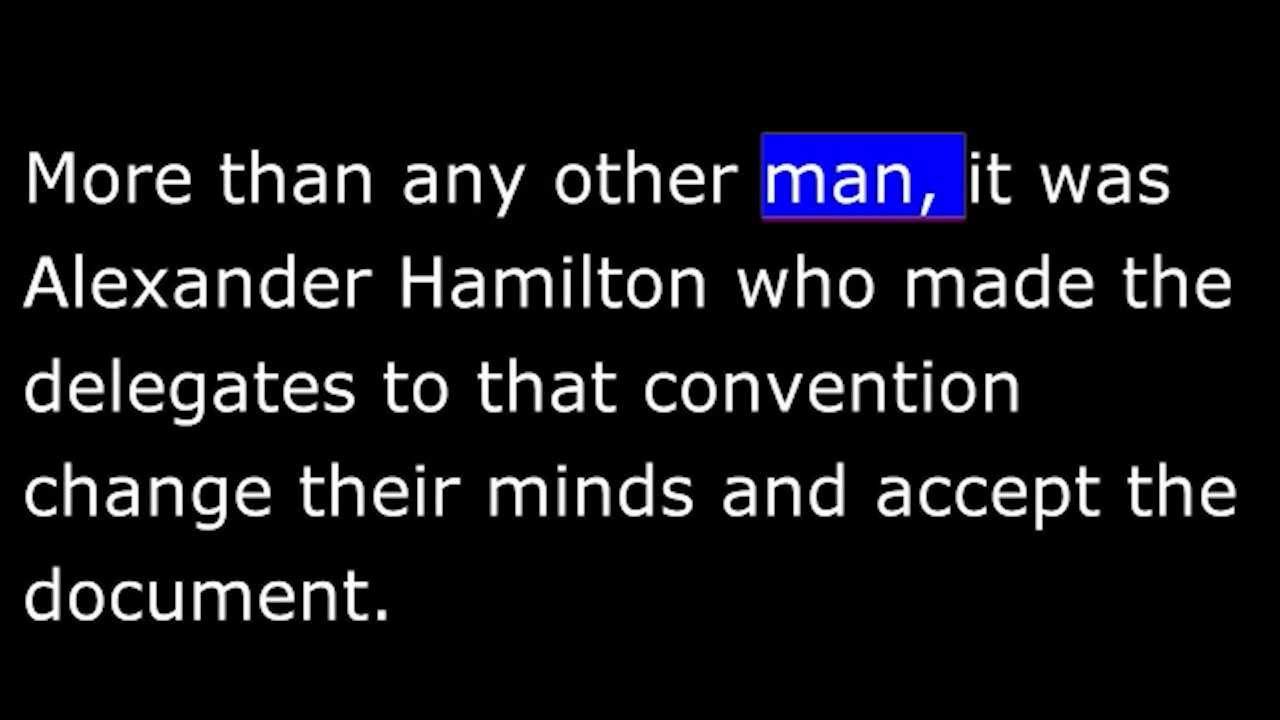 More than any other man, it was
Alexander Hamilton who made the
delegates to that convention
change their minds and accept the
document.